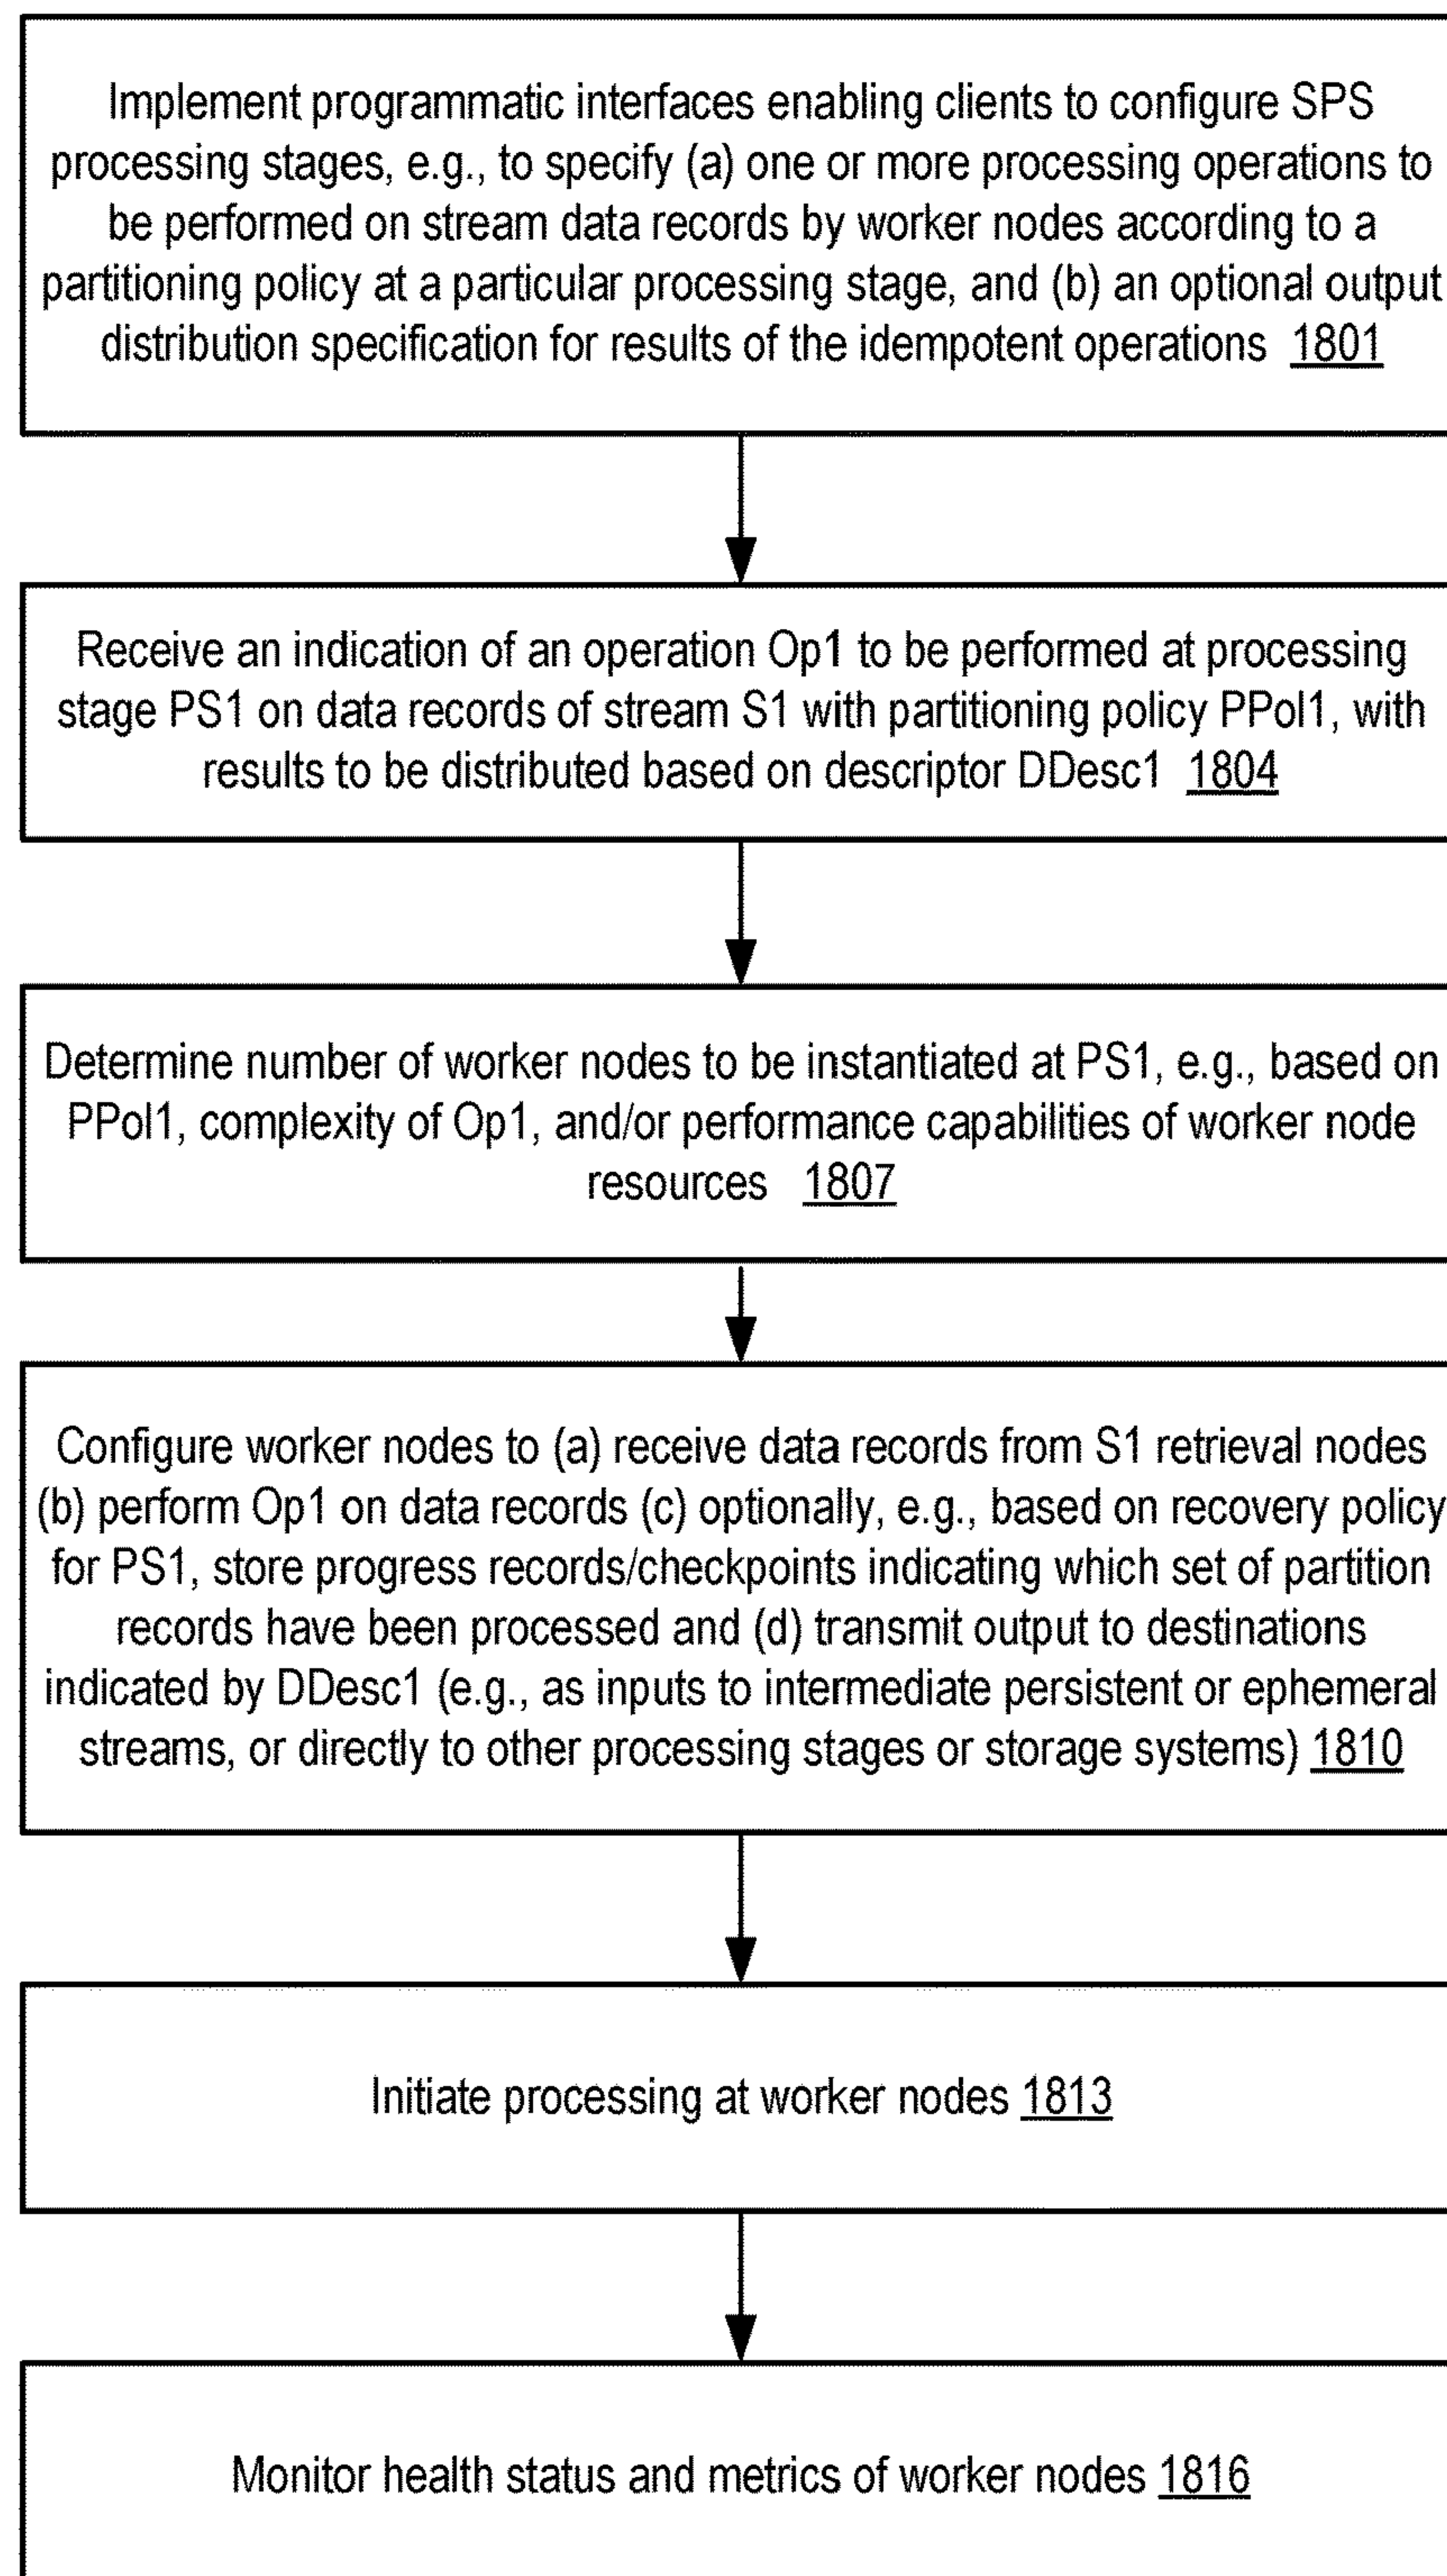 Implement programmatic interfaces enabling clients to configure SPS
processing stages, e.g., to specify (a) one or more processing operations to
be performed on stream data records by worker nodes according to a
partitioning policy at a particular processing stage, and (b) an optional output
distribution specification for results of the idempotent operations 1801
Receive an indication of an operation Op1 to be performed at processing
stage PS1 on data records of stream S1 with partitioning policy PPol1, with
results to be distributed based on descriptor DDesc1 1804
Determine number of worker nodes to be instantiated at PS1, e.g., based on
PPol1, complexity of Op1, and/or performance capabilities of worker node
resources 1807
Configure worker nodes to (a) receive data records from S1 retrieval nodes
(b) perform Op1 on data records (c) optionally, e.g., based on recovery policy
for PS1, store progress records/checkpoints indicating which set of partition
records have been processed and (d) transmit output to destinations
indicated by DDesc1 (e.g., as inputs to intermediate persistent or ephemeral
streams, or directly to other processing stages or storage systems) 1810
Initiate processing at worker nodes 1813
Monitor health status and metrics of worker nodes 1816